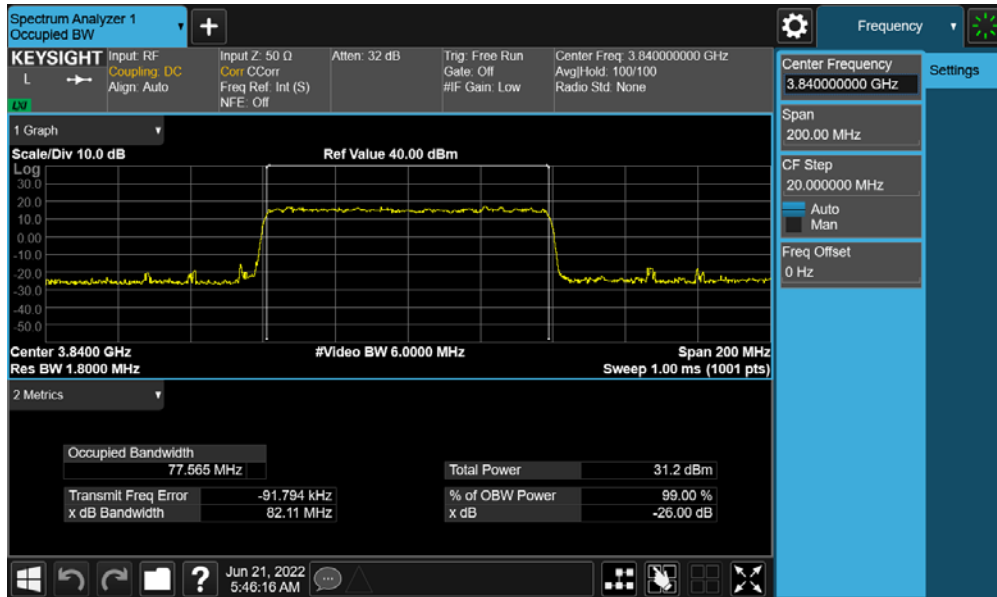 Spectrum Analyzer 1
Occupied BW
+
Frequency
KEYSIGHT
L
LXI
Input: RF
Coupling: DC
Align: Auto
Input Z: 50 Ω
Corr CCorr
Freq Ref: Int (S)
NFE: Off
Atten: 32 dB
Trig: Free Run
Gate: Off
#IF Gain: Low
Center Freq: 3.840000000 GHz
Avg|Hold: 100/100
Radio Std: None
Center Frequency
3.840000000 GHz
Settings
Span
200.00 MHz
CF Step
20.000000 MHz
Auto
Man
Freq Offset
0 Hz
1 Graph
Scale/Div 10.0 dB
Ref Value 40.00 dBm
Log
30.0
20.0
10.0
0.00
-10.0
-20.0
-30.0
-40.0
-50.0
Center 3.8400 GHz
#Video BW 6.0000 MHz
Span 200 MHz
Res BW 1.8000 MHz
Sweep 1.00 ms (1001 pts)
2 Metrics
Occupied Bandwidth
77.565 MHz
Total Power 31.2 dBm
Transmit Freq Error -91.794 kHz
% of OBW Power 99.00 %
x dB Bandwidth 82.11 MHz
x dB -26.00 dB
?
Jun 21, 2022
5:46:16 AM